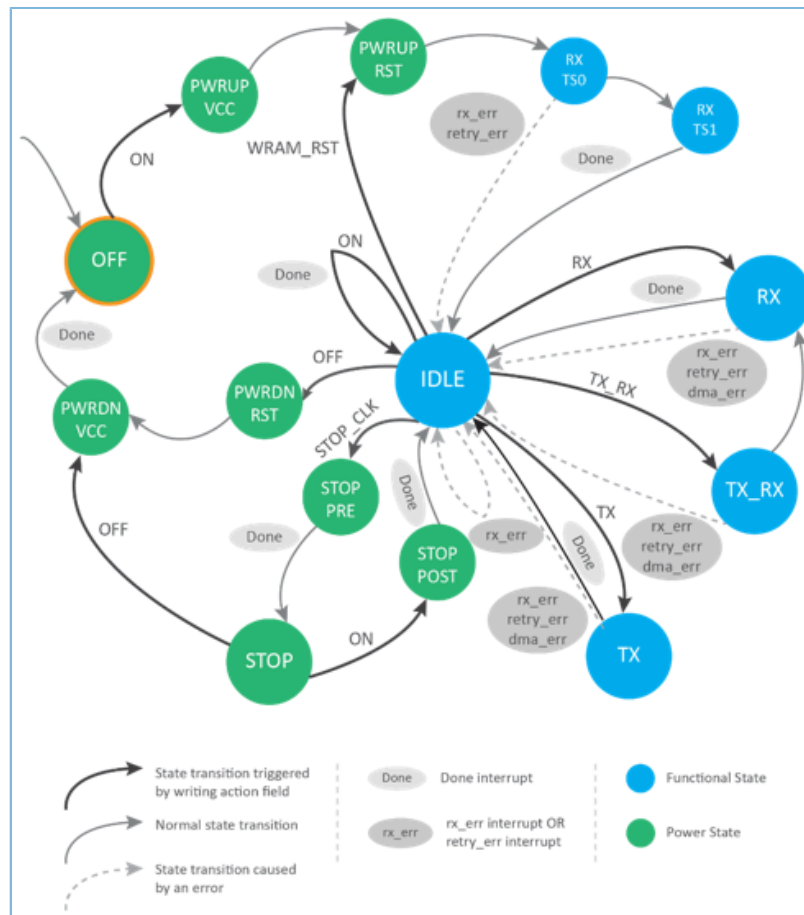 PWRUP
VCC
PWRUP
RST
RX
TS0
RX
TS1
rx_err
retry_err
ON
WRAM_RST
Done
OFF
ON
Done
RX
Done
RX
Done
OFF
IDLE
rx_err
retry_err
dma_err
TX_RX
PWRDN
VCC
PWRDN
RST
STOP_CLK
STOP
PRE
Done
TX_RX
TX
OFF
Done
rx_err
Done
rx_err
retry_err
dma_err
STOP
POST
rx_err
retry_err
dma_err
ON
STOP
TX
State transition triggered
by writing action field
Normal state transition
State transition caused
by an error
Done
Done interrupt
rx_err
rx_err interrupt OR
retry_err interrupt
Functional State
Power State